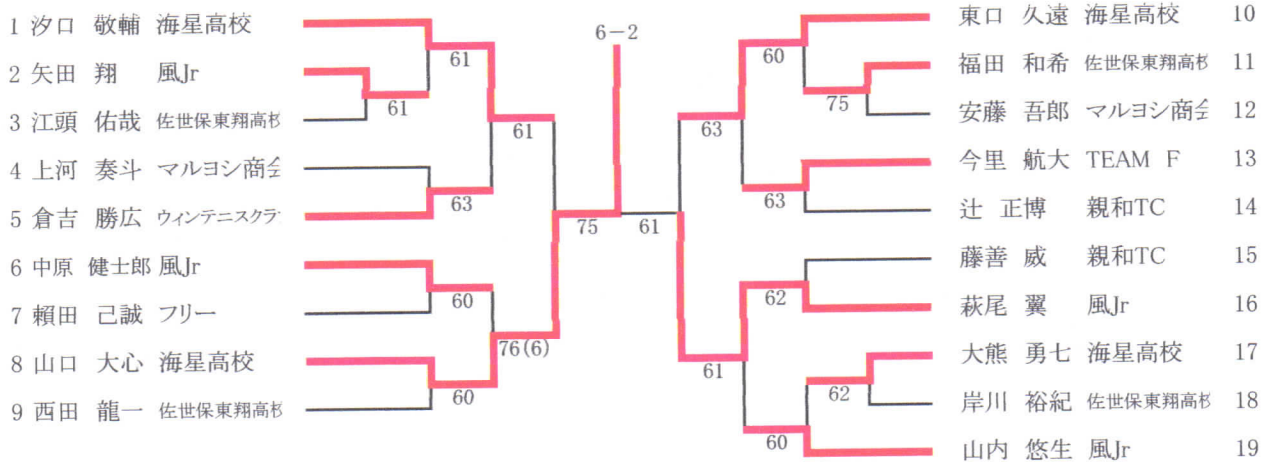 1 汐口 敬輔 海星高校
2 矢田 翔 風Jr
3 江頭 佑哉 佐世保東翔高校
4 上河 奏斗 マルヨシ商会
5 倉吉 勝広 ウィンテニスクラブ
6 中原 健士郎 風Jr
7 頼田 己誠 フリー
8 山口 大心 海星高校
9 西田 龍一 佐世保東翔高校
61
61
61
63
60
76(6)
60
6-2
75
61
60
75
63
63
62
61
62
60
東口 久遠 海星高校 10
福田 和希 佐世保東翔高校 11
安藤 吾郎 マルヨシ商会 12
今里 航大 TEAM F 13
辻 正博 親和TC 14
藤善 威 親和TC 15
萩尾 翼 風Jr 16
大熊 勇七 海星高校 17
岸川 裕紀 佐世保東翔高校 18
山内 悠生 風Jr 19